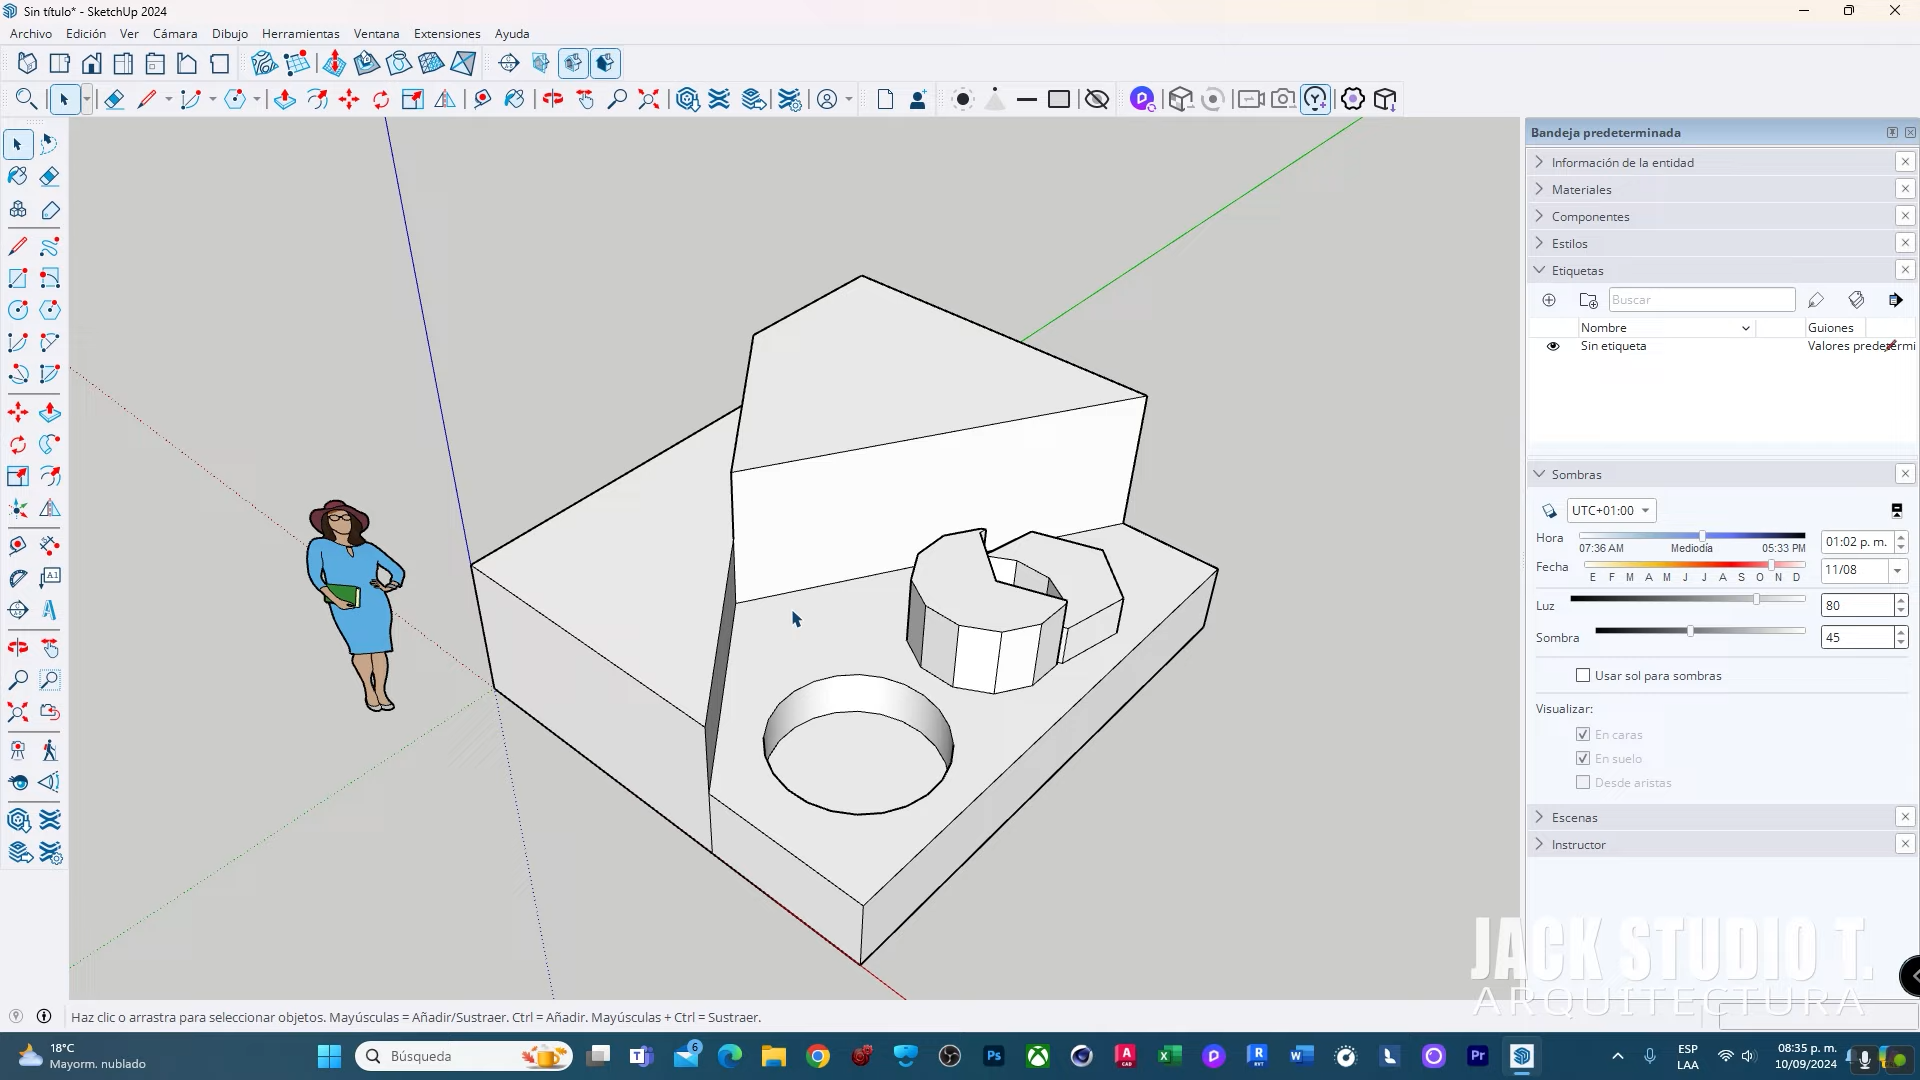 Sin título* - SketchUp 2024
Archivo Edición Ver Cámara Dibujo Herramientas Ventana Extensiones Ayuda
Bandeja predeterminada
Información de la entidad
Materiales
Componentes
Estilos
Etiquetas
Buscar
Nombre Guiones
Sin etiqueta Valores predetermi
Sombras
UTC+01:00
Hora 01:02 p. m.
07:36 AM Mediodía 05:33 PM
Fecha 11/08
E F M A M J J A S O N D
Luz 80
Sombra 45
Usar sol para sombras
Visualizar:
En caras
En suelo
Desde aristas
Escenas
Instructor
JACK STUDIO T.
ARQUITECTURA
Haz clic o arrastra para seleccionar objetos. Mayúsculas = Añadir/Sustraer. Ctrl = Añadir. Mayúsculas + Ctrl = Sustraer.
18°C
Mayorm. nublado
Búsqueda
6
ESP
LAA
08:35 p. m.
10/09/2024